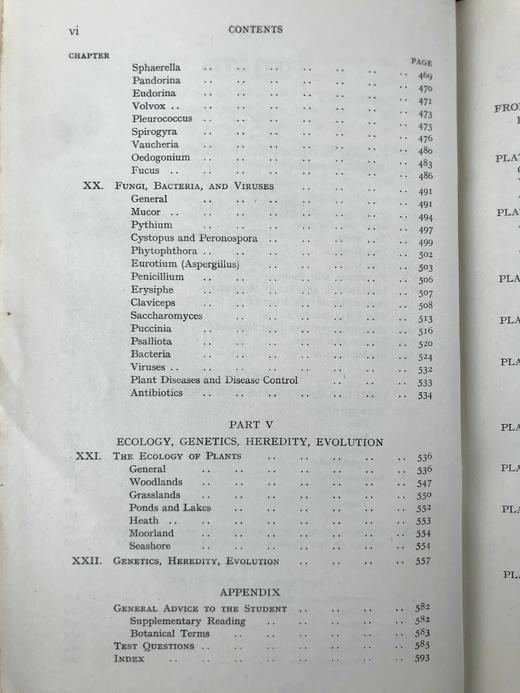 vi CONTENTS
CHAPTER PAGE
Sphaerella .. .. .. .. .. .. .. 469
Pandorina .. .. .. .. .. .. .. 470
Eudorina .. .. .. .. .. .. .. 471
Volvox .. .. .. .. .. .. .. .. 473
Pleurococcus .. .. .. .. .. .. .. 475
Spirogyra .. .. .. .. .. .. .. 476
Vaucheria .. .. .. .. .. .. .. 480
Oedogonium .. .. .. .. .. .. .. 483
Fucus .. .. .. .. .. .. .. .. 486
XX. FUNGI, BACTERIA, AND VIRUSES .. .. .. .. 491
General .. .. .. .. .. .. .. 491
Mucor .. .. .. .. .. .. .. .. 494
Pythium .. .. .. .. .. .. .. 497
Cystopus and Peronospora .. .. .. .. .. 499
Phytophthora .. .. .. .. .. .. .. 502
Eurotium (Aspergillus) .. .. .. .. .. 503
Penicillium .. .. .. .. .. .. .. 506
Erysiphe .. .. .. .. .. .. .. 507
Claviceps .. .. .. .. .. .. .. 508
Saccharomyces .. .. .. .. .. .. 513
Puccinia .. .. .. .. .. .. .. 516
Psalliota .. .. .. .. .. .. .. 520
Bacteria .. .. .. .. .. .. .. 524
Viruses .. .. .. .. .. .. .. .. 532
Plant Diseases and Disease Control .. .. .. 533
Antibiotics .. .. .. .. .. .. .. 534
PART V
ECOLOGY, GENETICS, HEREDITY, EVOLUTION
XXI. THE ECOLOGY OF PLANTS .. .. .. .. .. 536
General .. .. .. .. .. .. .. 536
Woodlands .. .. .. .. .. .. .. 547
Grasslands .. .. .. .. .. .. .. 550
Ponds and Lakes .. .. .. .. .. .. 552
Heath .. .. .. .. .. .. .. .. 553
Moorland .. .. .. .. .. .. .. 554
Seashore .. .. .. .. .. .. .. 554
XXII. GENETICS, HEREDITY, EVOLUTION .. .. .. .. 557
APPENDIX
GENERAL ADVICE TO THE STUDENT .. .. .. .. .. 582
Supplementary Reading .. .. .. .. .. 582
Botanical Terms .. .. .. .. .. .. 583
TEST QUESTIONS .. .. .. .. .. .. .. 585
INDEX .. .. .. .. .. .. .. .. 593